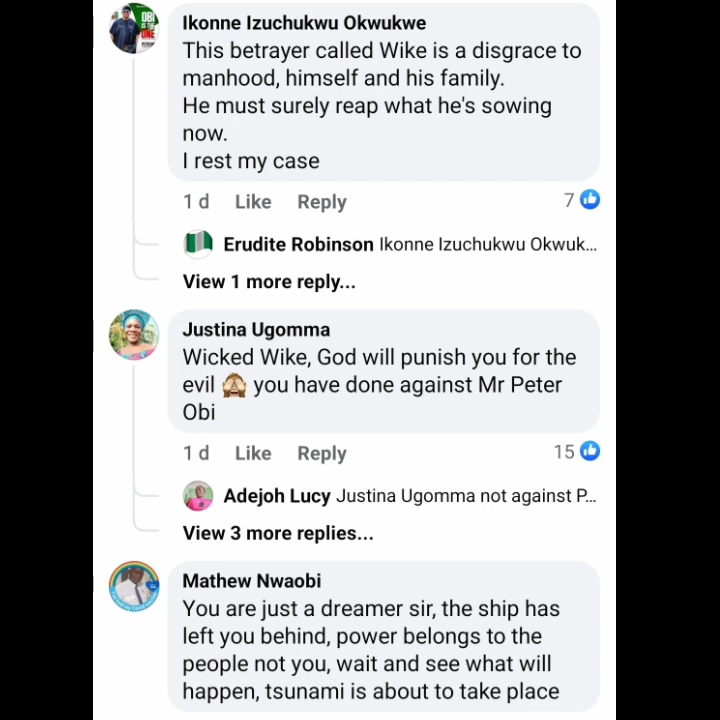 OBI
IS THE
ONE
Ikonne Izuchukwu Okwukwe
This betrayer called Wike is a disgrace to
manhood, himself and his family.
He must surely reap what he's sowing
now.
I rest my case
1 d Like Reply 7
Erudite Robinson Ikonne Izuchukwu Okwuk...
View 1 more reply...
Justina Ugomma
Wicked Wike, God will punish you for the
evil 🙈 you have done against Mr Peter
Obi
1 d Like Reply 15
Adejoh Lucy Justina Ugomma not against P...
View 3 more replies...
Mathew Nwaobi
You are just a dreamer sir, the ship has
left you behind, power belongs to the
people not you, wait and see what will
happen, tsunami is about to take place